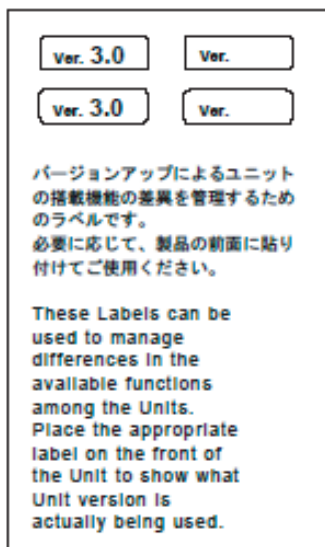 Ver. 3.0 Ver.
Ver. 3.0 Ver.
バージョンアップによるユニット
の搭載機能の差異を管理するため
のラベルです。
必要に応じて、製品の前面に貼り
付けてご使用ください。
These Labels can be
used to manage
differences in the
available functions
among the Units.
Place the appropriate
label on the front of
the Unit to show what
Unit version is
actually being used.